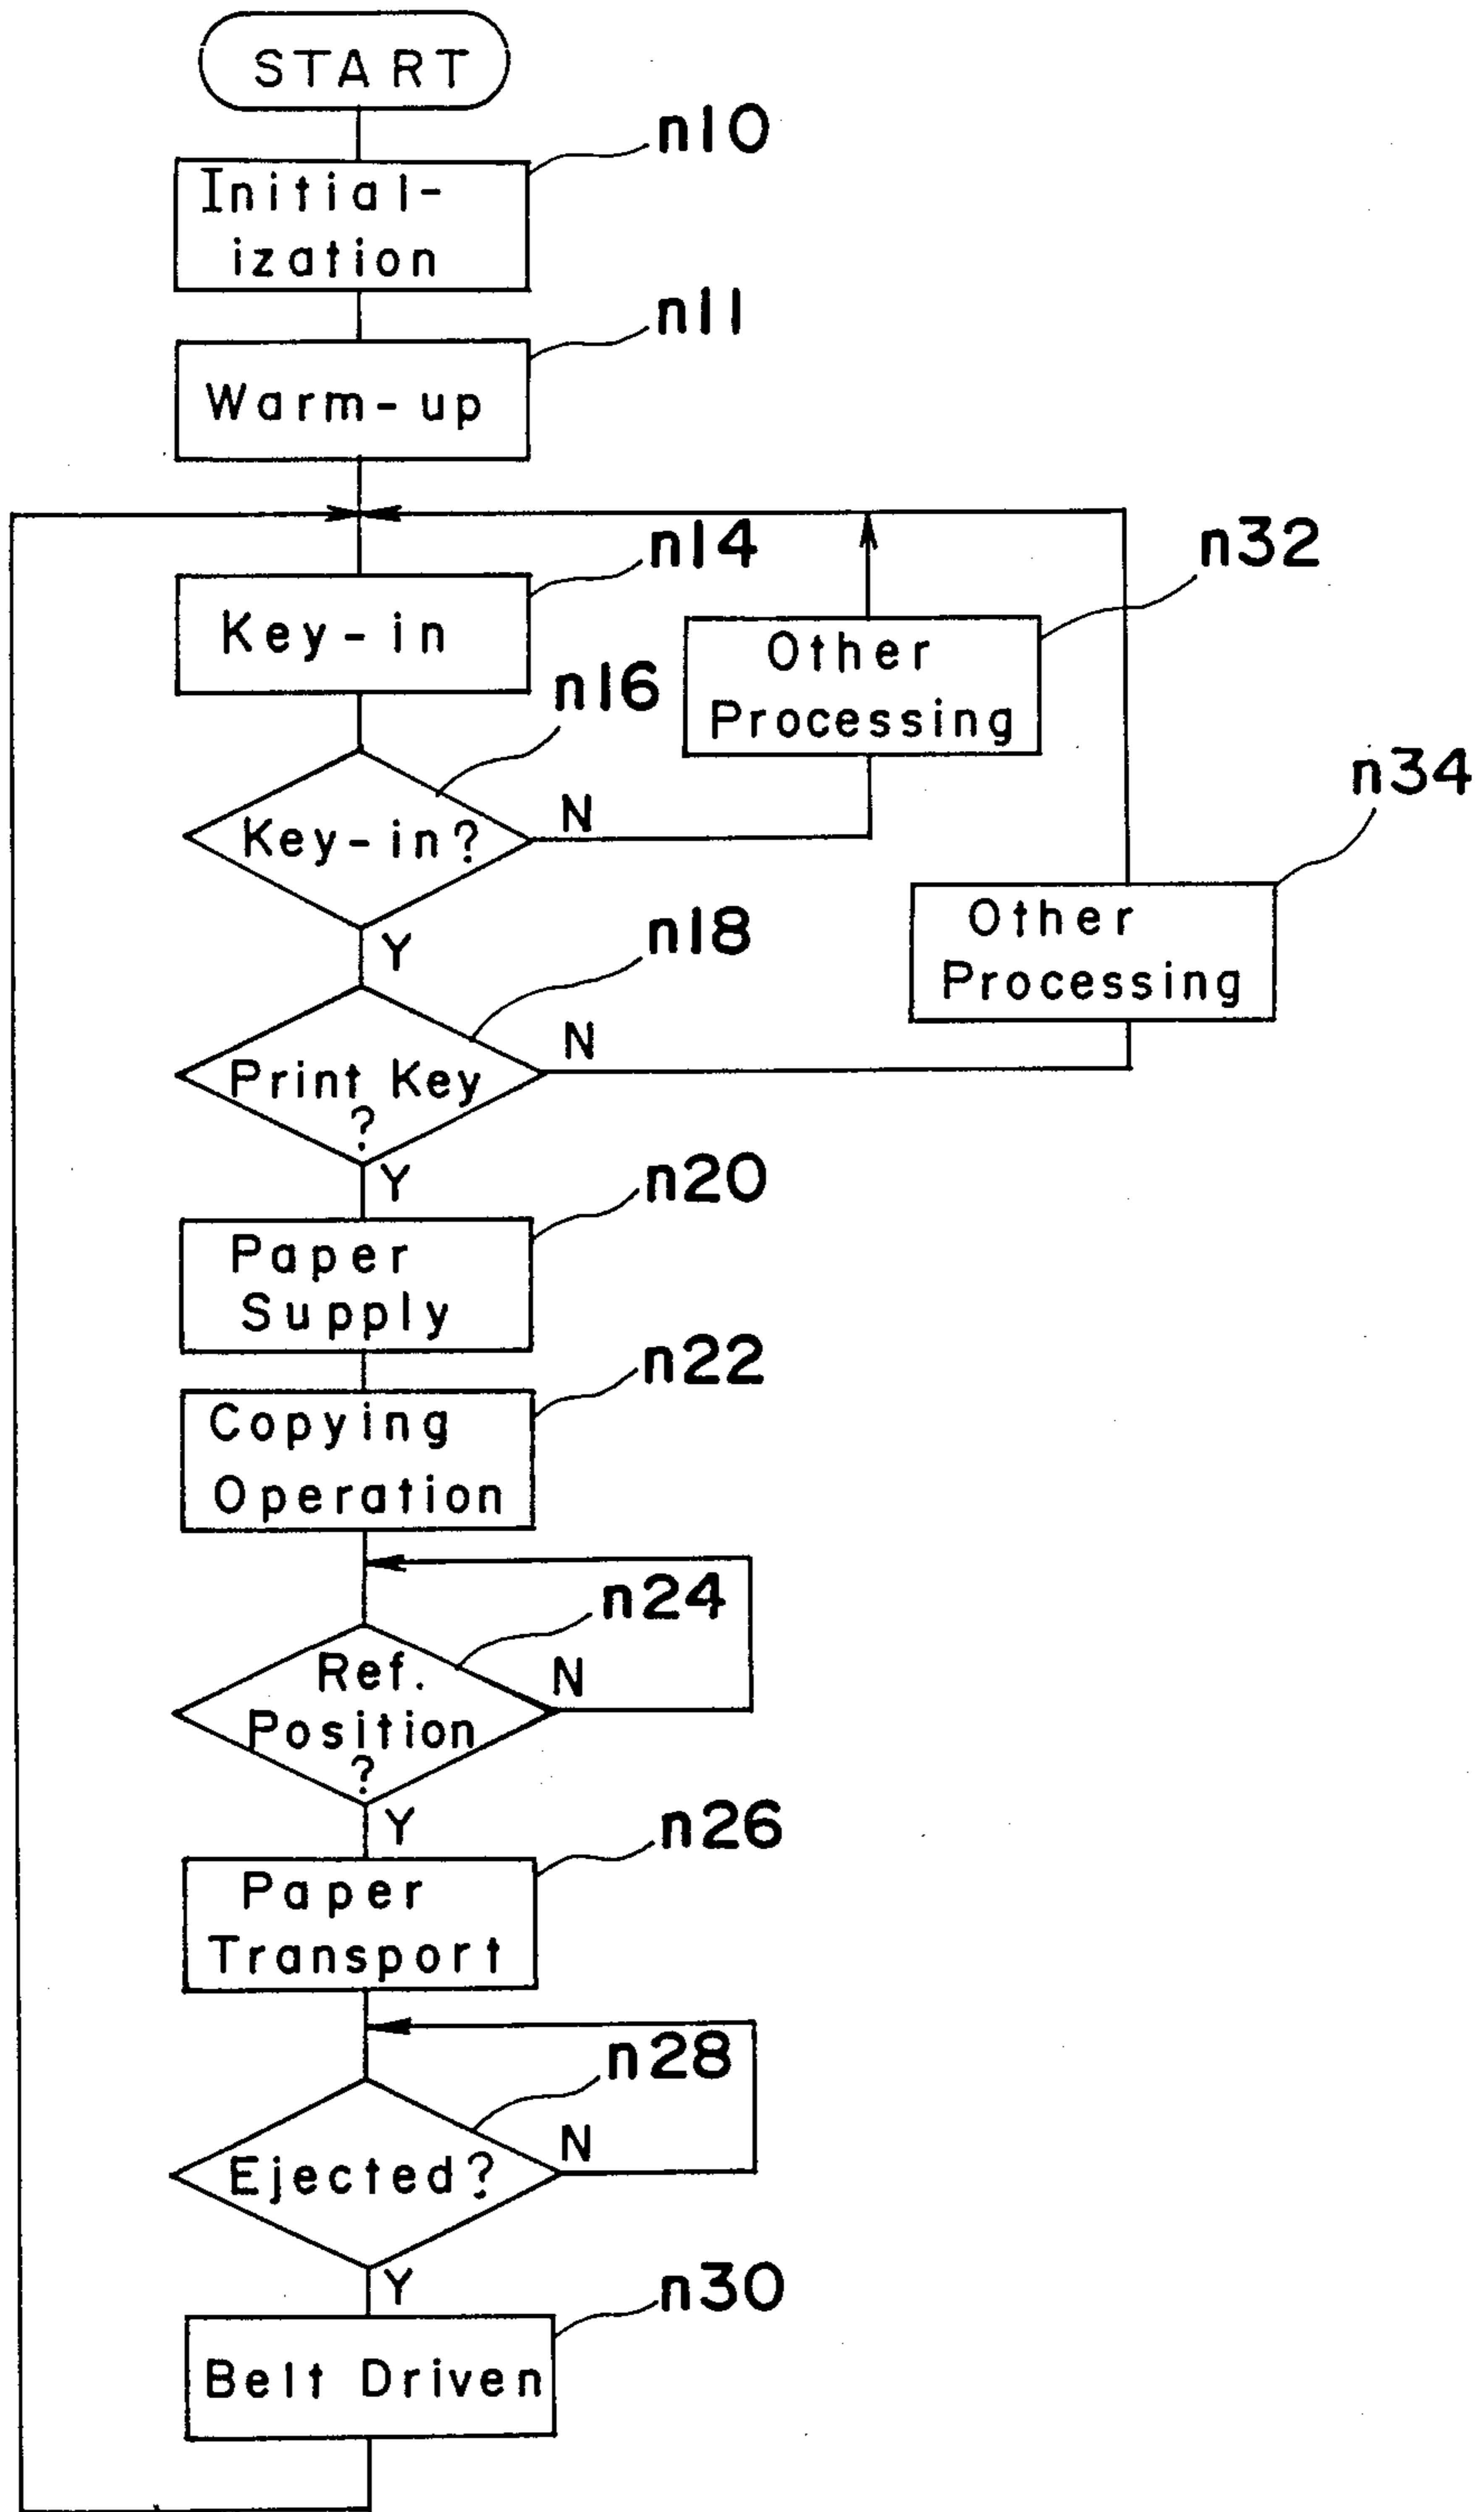 START
n10
Initial-
ization
n11
Warm-up
n14
Key-in
n32
Other
Processing
n16
Key-in?
N
Y
n34
Other
Processing
n18
Print Key
?
N
Y
n20
Paper
Supply
n22
Copying
Operation
n24
Ref.
Position
?
N
Y
n26
Paper
Transport
n28
Ejected?
N
Y
n30
Belt Driven